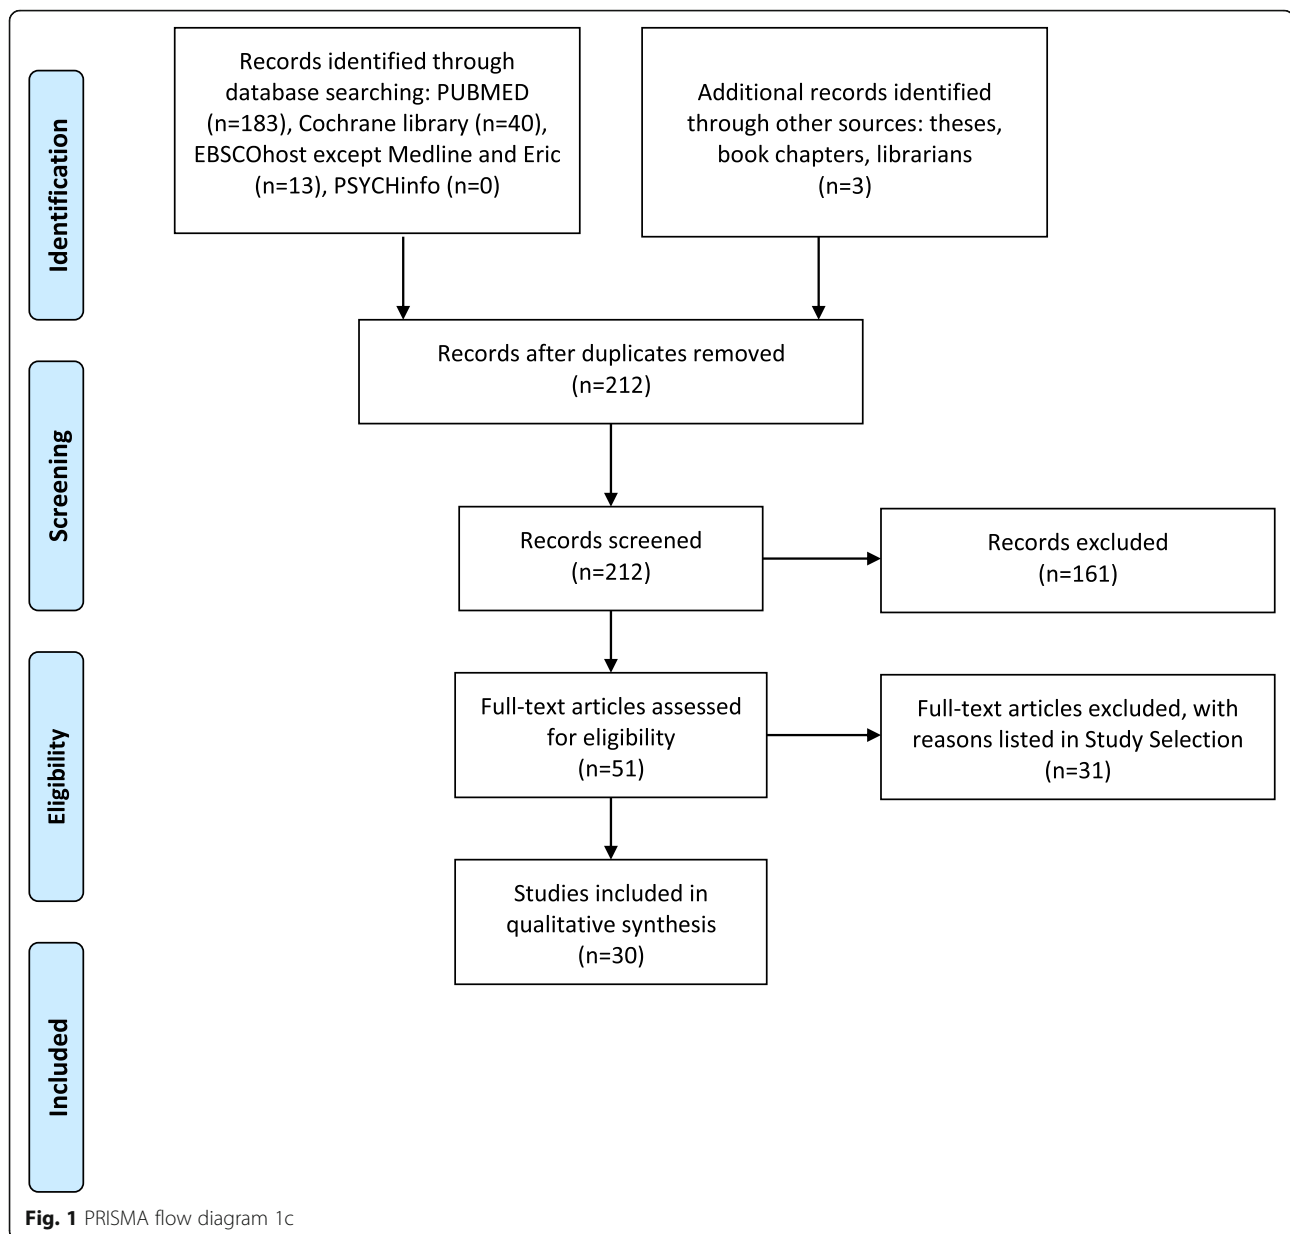 Identification
Records identified through
database searching: PUBMED
(n=183), Cochrane library (n=40),
EBSCOhost except Medline and Eric
(n=13), PSYCHinfo (n=0)
Additional records identified
through other sources: theses,
book chapters, librarians
(n=3)
Records after duplicates removed
(n=212)
Screening
Records screened
(n=212)
Records excluded
(n=161)
Eligibility
Full-text articles assessed
for eligibility
(n=51)
Full-text articles excluded, with
reasons listed in Study Selection
(n=31)
Studies included in
qualitative synthesis
(n=30)
Included
Fig. 1 PRISMA flow diagram 1c